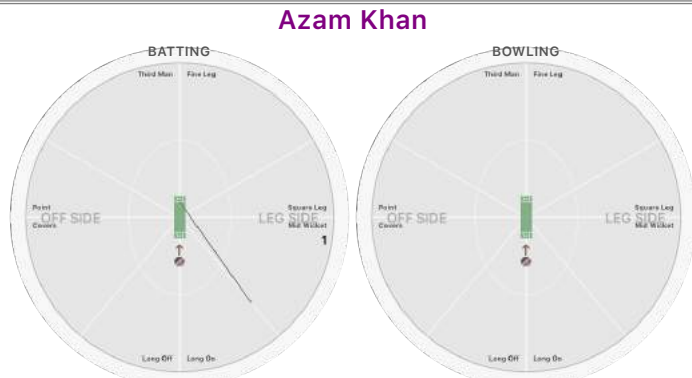 Azam Khan
BATTING
Third Man Fine Leg
Point
OFF SIDE
Covers
Square Leg
LEG SIDE
Mid Wicket
1
Long Off Long On
BOWLING
Third Man Fine Leg
Point
OFF SIDE
Covers
Square Leg
LEG SIDE
Mid Wicket
Long Off Long On